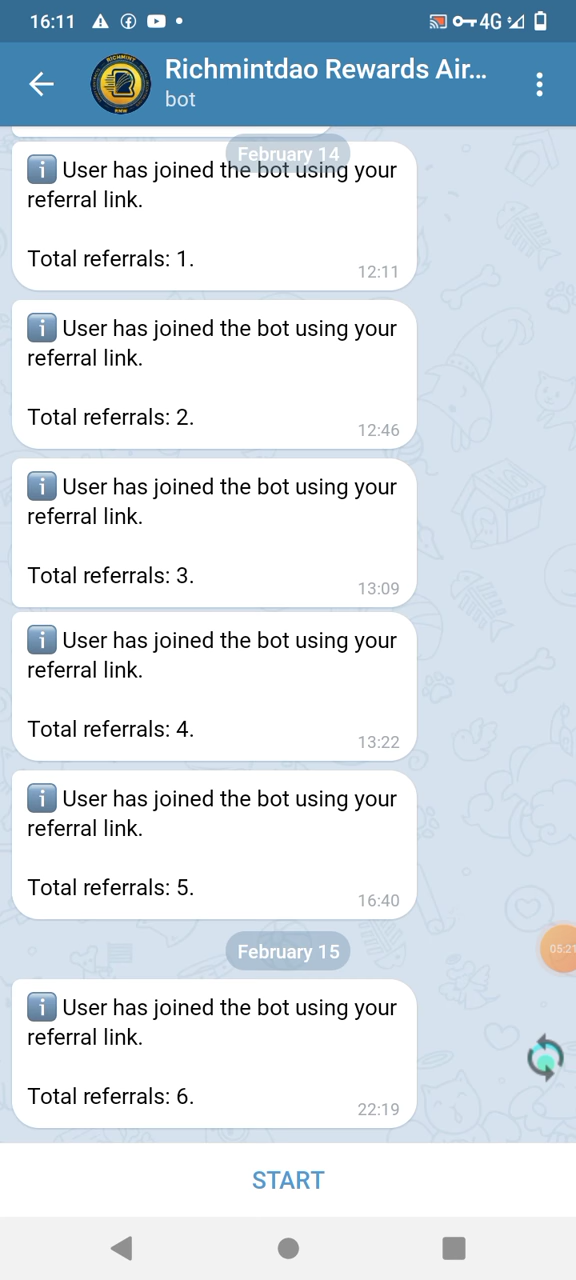 16:11
4G
Richmintdao Rewards Air...
bot
February 14
User has joined the bot using your
referral link.
Total referrals: 1.
12:11
User has joined the bot using your
referral link.
Total referrals: 2.
12:46
User has joined the bot using your
referral link.
Total referrals: 3.
13:09
User has joined the bot using your
referral link.
Total referrals: 4.
13:22
User has joined the bot using your
referral link.
Total referrals: 5.
16:40
February 15
05:21
User has joined the bot using your
referral link.
Total referrals: 6.
22:19
START